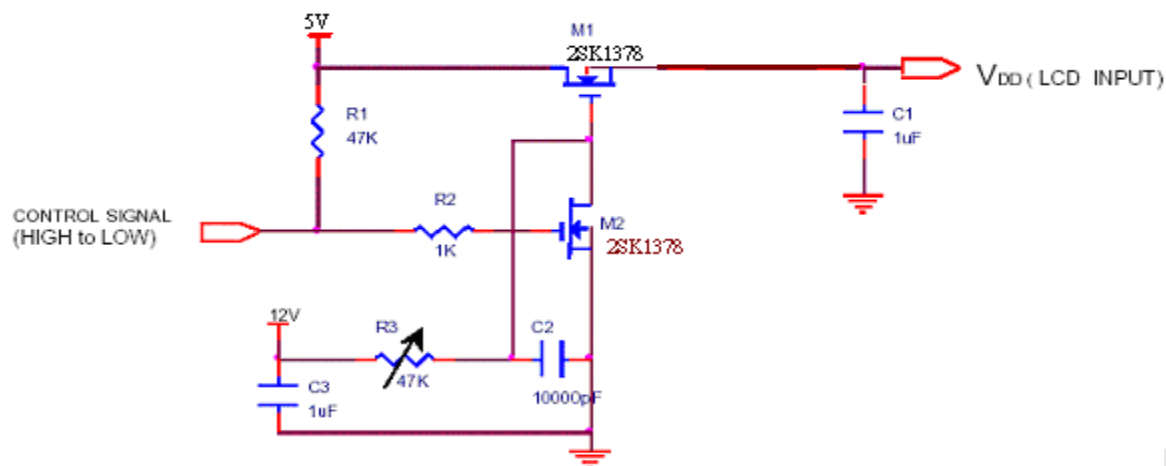 5V
M1
2SK1378
V_DD ( LCD INPUT)
R1
47K
C1
1uF
R2
1K
CONTROL SIGNAL
(HIGH to LOW)
M2
2SK1378
12V
R3
47K
C2
10000pF
C3
1uF